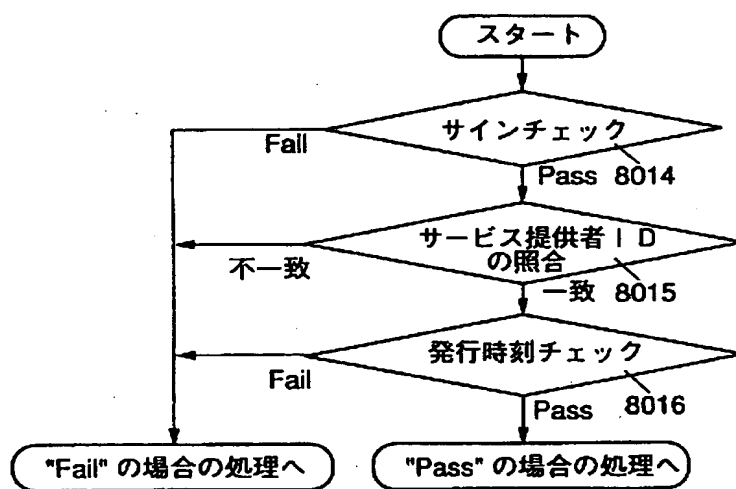 スタート
サインチェック
Fail
Pass 8014
サービス提供者ID
の照合
不一致
一致 8015
発行時刻チェック
Fail
Pass 8016
"Fail" の場合の処理へ
"Pass" の場合の処理へ